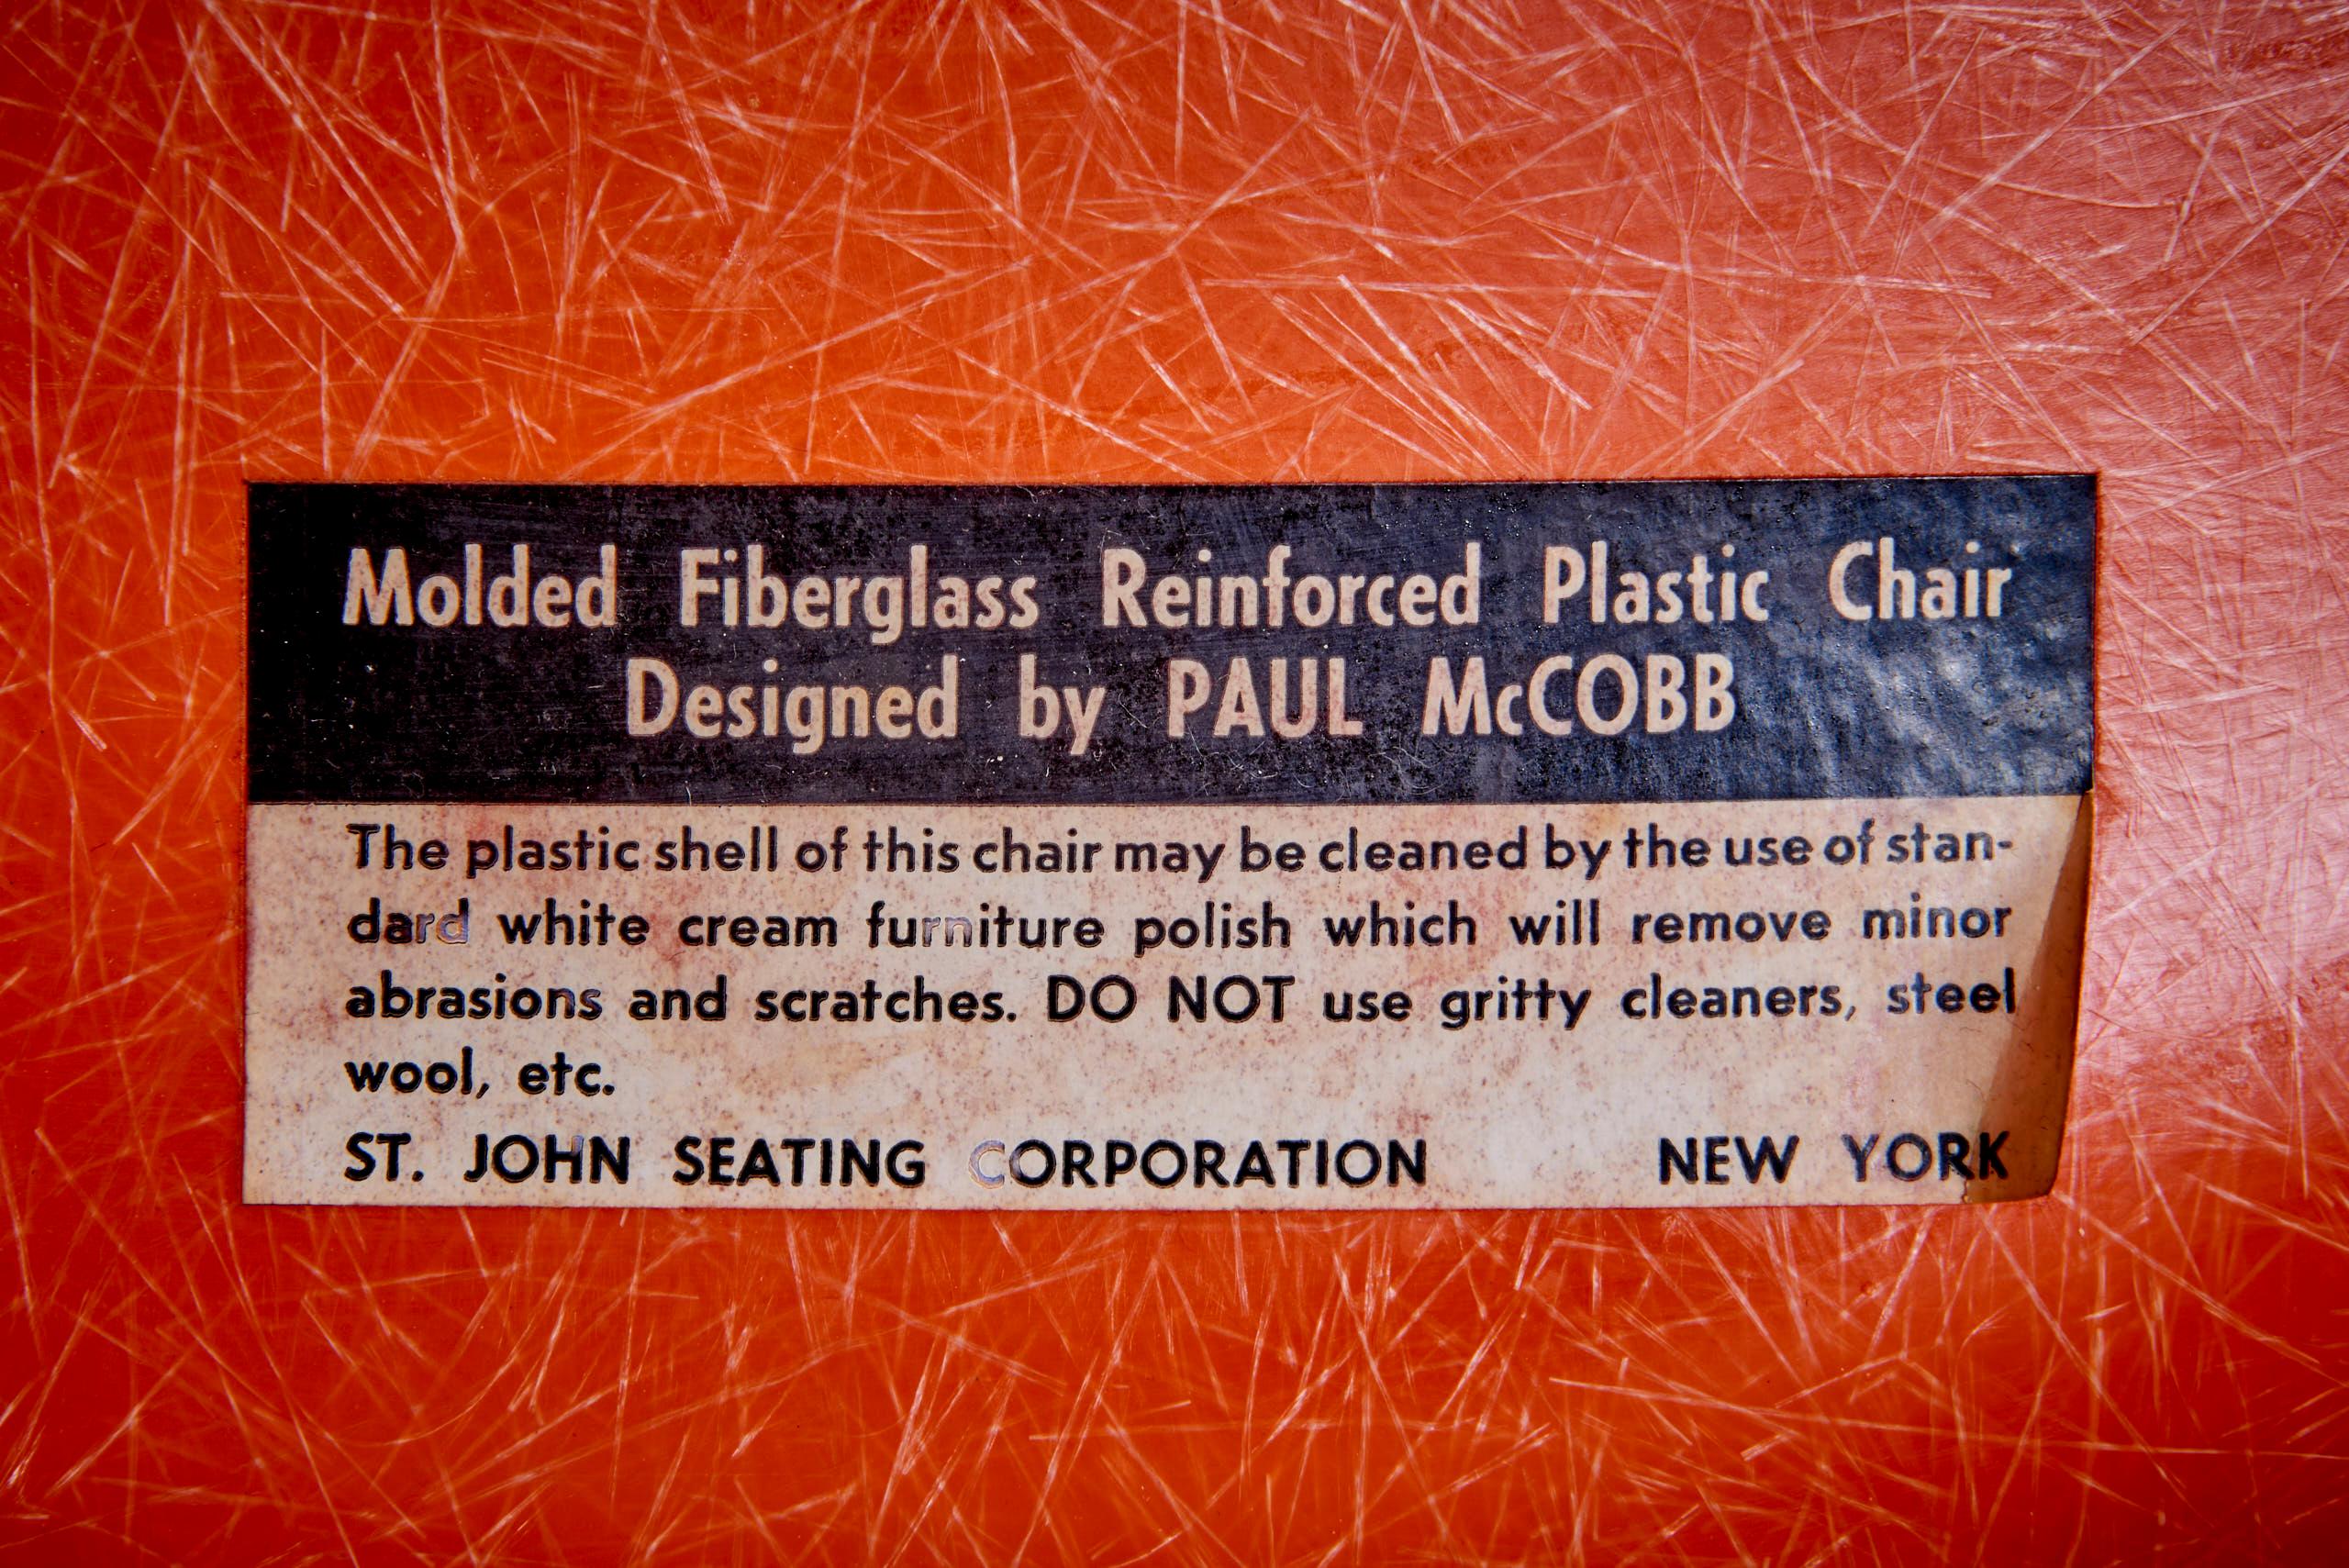 Molded Fiberglass Reinforced Plastic Chair
Designed by PAUL McCOBB
The plastic shell of this chair may be cleaned by the use of stan-
dard white cream furniture polish which will remove minor
abrasions and scratches. DO NOT use gritty cleaners, steel
wool, etc.
ST. JOHN SEATING CORPORATION NEW YORK